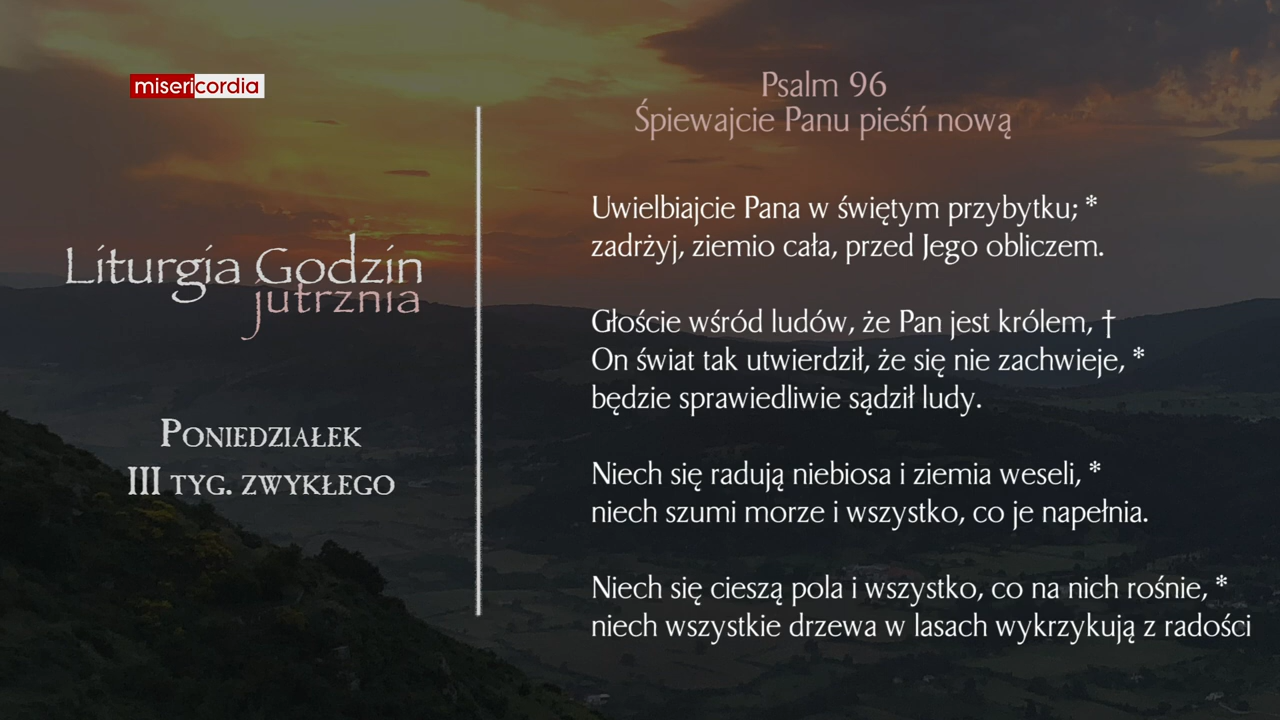 misericordia
Liturgia Godzin
jutrznia
Poniedziałek
III tyg. zwykłego
Psalm 96
Śpiewajcie Panu pieśń nową
Uwielbiajcie Pana w świętym przybytku; *
zadrżyj, ziemio cała, przed Jego obliczem.
Głoście wśród ludów, że Pan jest królem, †
On świat tak utwierdził, że się nie zachwieje, *
będzie sprawiedliwie sądził ludy.
Niech się radują niebiosa i ziemia weseli, *
niech szumi morze i wszystko, co je napełnia.
Niech się cieszą pola i wszystko, co na nich rośnie, *
niech wszystkie drzewa w lasach wykrzykują z radości